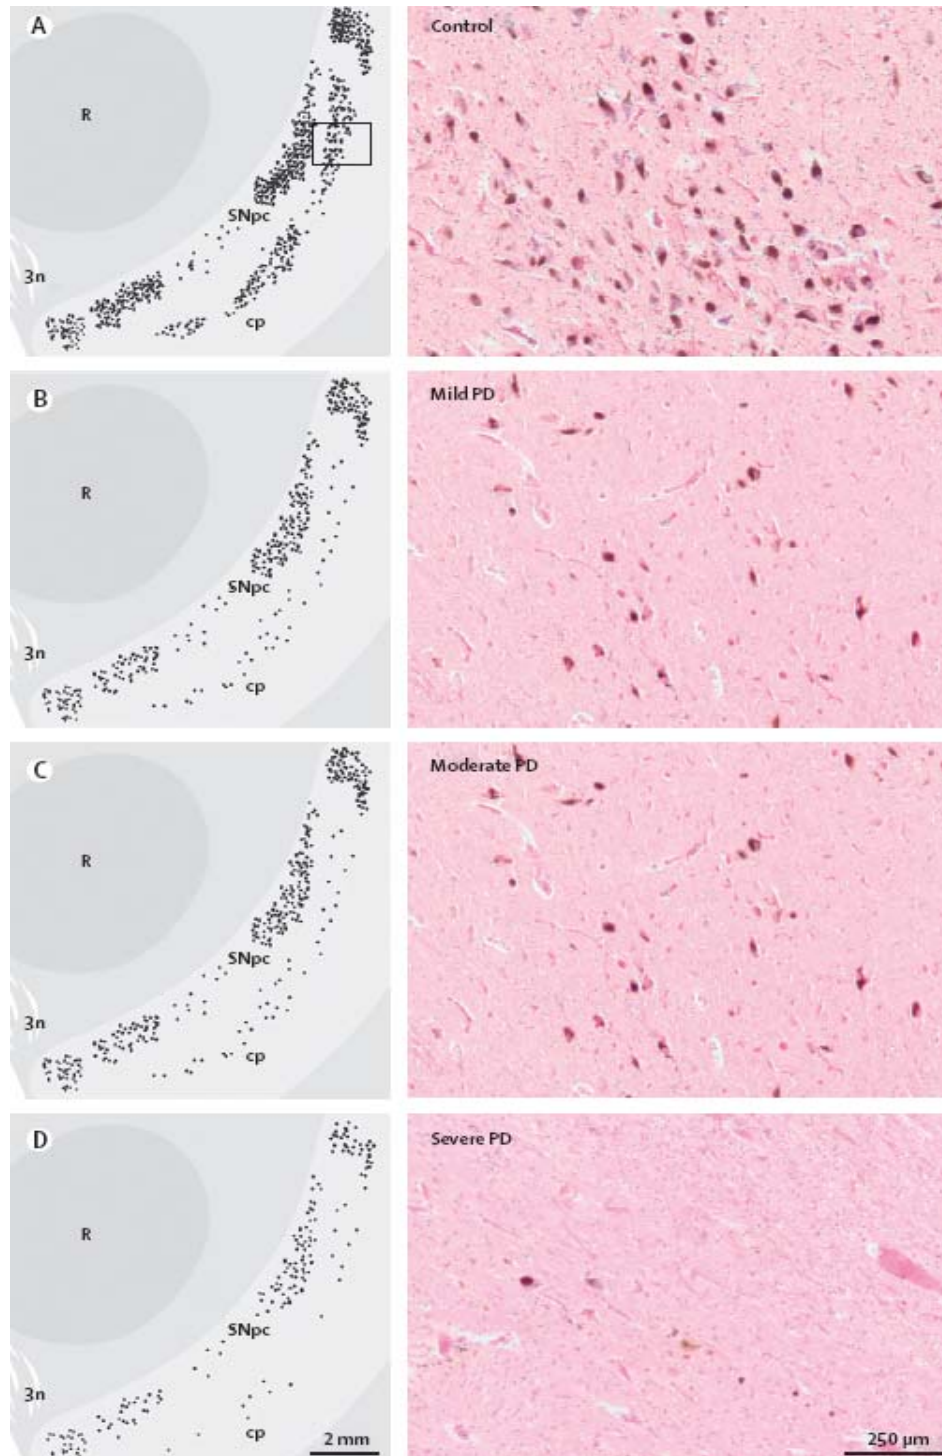 A
Control
R
SNpc
3n
cp
B
Mild PD
R
SNpc
3n
cp
C
Moderate PD
R
SNpc
3n
cp
D
Severe PD
R
SNpc
3n
cp
2 mm
250 μm